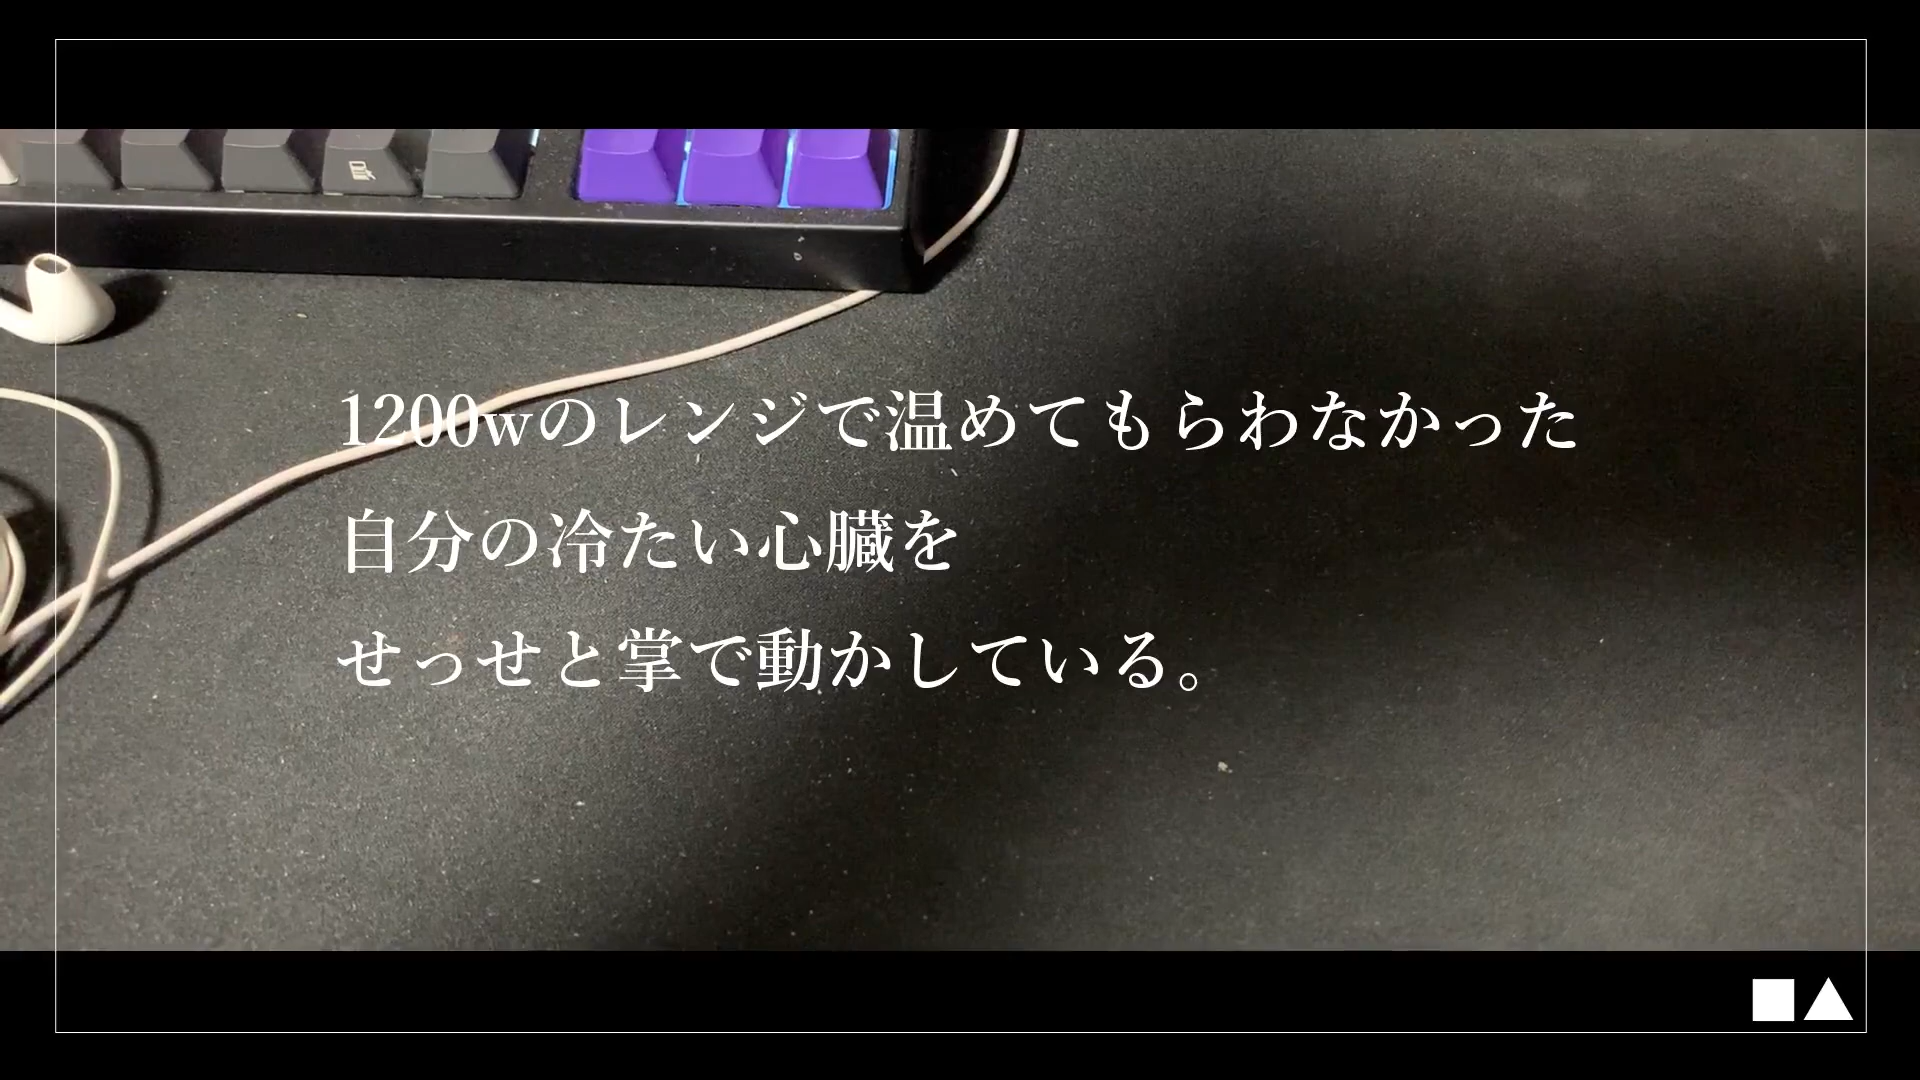 1200wのレンジで温めてもらわなかった
自分の冷たい心臓を
せっせと掌で動かしている。